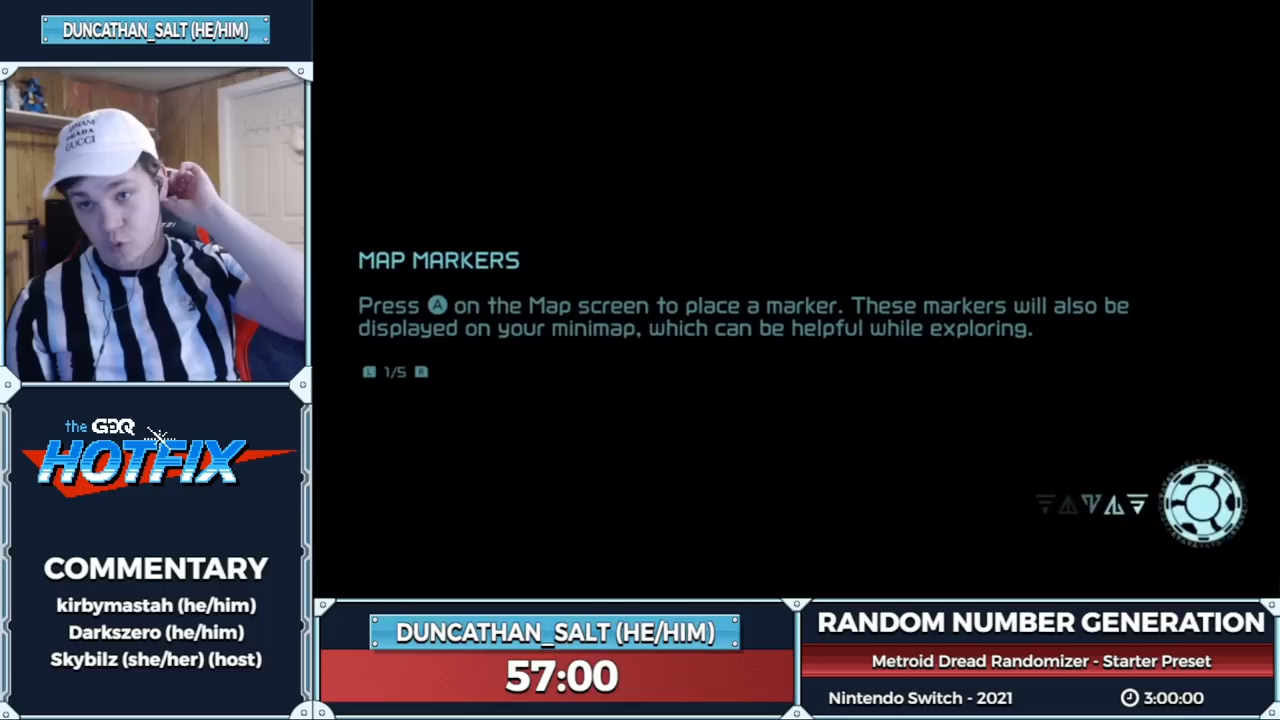 DUNCATHAN_SALT (HE/HIM)
ARMANI
PRADA
GUCCI
MAP MARKERS
Press A on the Map screen to place a marker. These markers will also be
displayed on your minimap, which can be helpful while exploring.
L 1/5 R
the GDQ
HOTFIX
COMMENTARY
kirbymastah (he/him)
Darkszero (he/him)
Skybilz (she/her) (host)
DUNCATHAN_SALT (HE/HIM)
57:00
RANDOM NUMBER GENERATION
Metroid Dread Randomizer - Starter Preset
Nintendo Switch - 2021
3:00:00